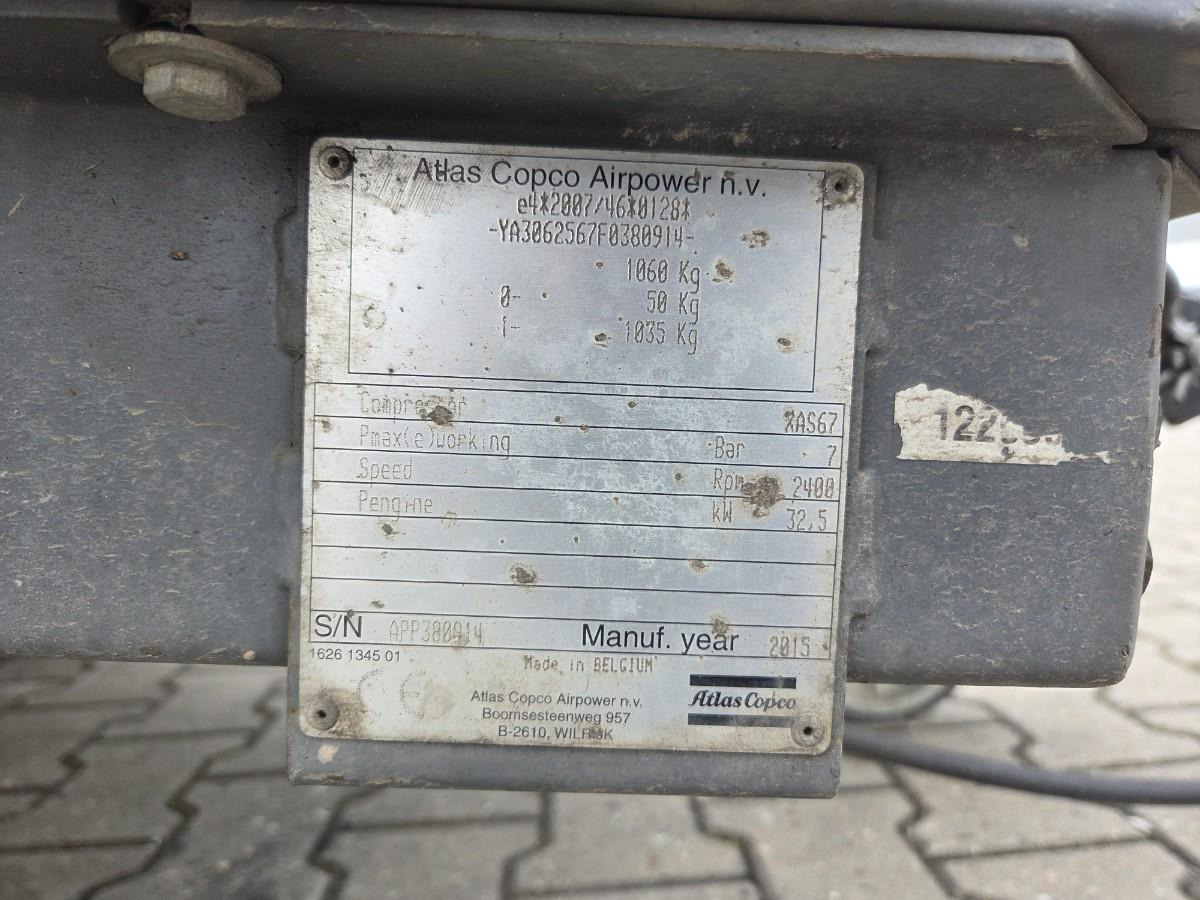 Atlas Copco Airpower n.v.
e4*2007/46*0128*
-YA3062567F0380914-
1060 Kg
0- 50 Kg
1- 1035 Kg
Compressor XAS67
Pmax(e)working Bar 7
Speed Rpm 2400
Pengine kW 32,5
S/N APP380914 Manuf. year 2015
1626 1345 01
Made in BELGIUM
CE
Atlas Copco Airpower n.v.
Boomsesteenweg 957
B-2610, WILRIJK
Atlas Copco